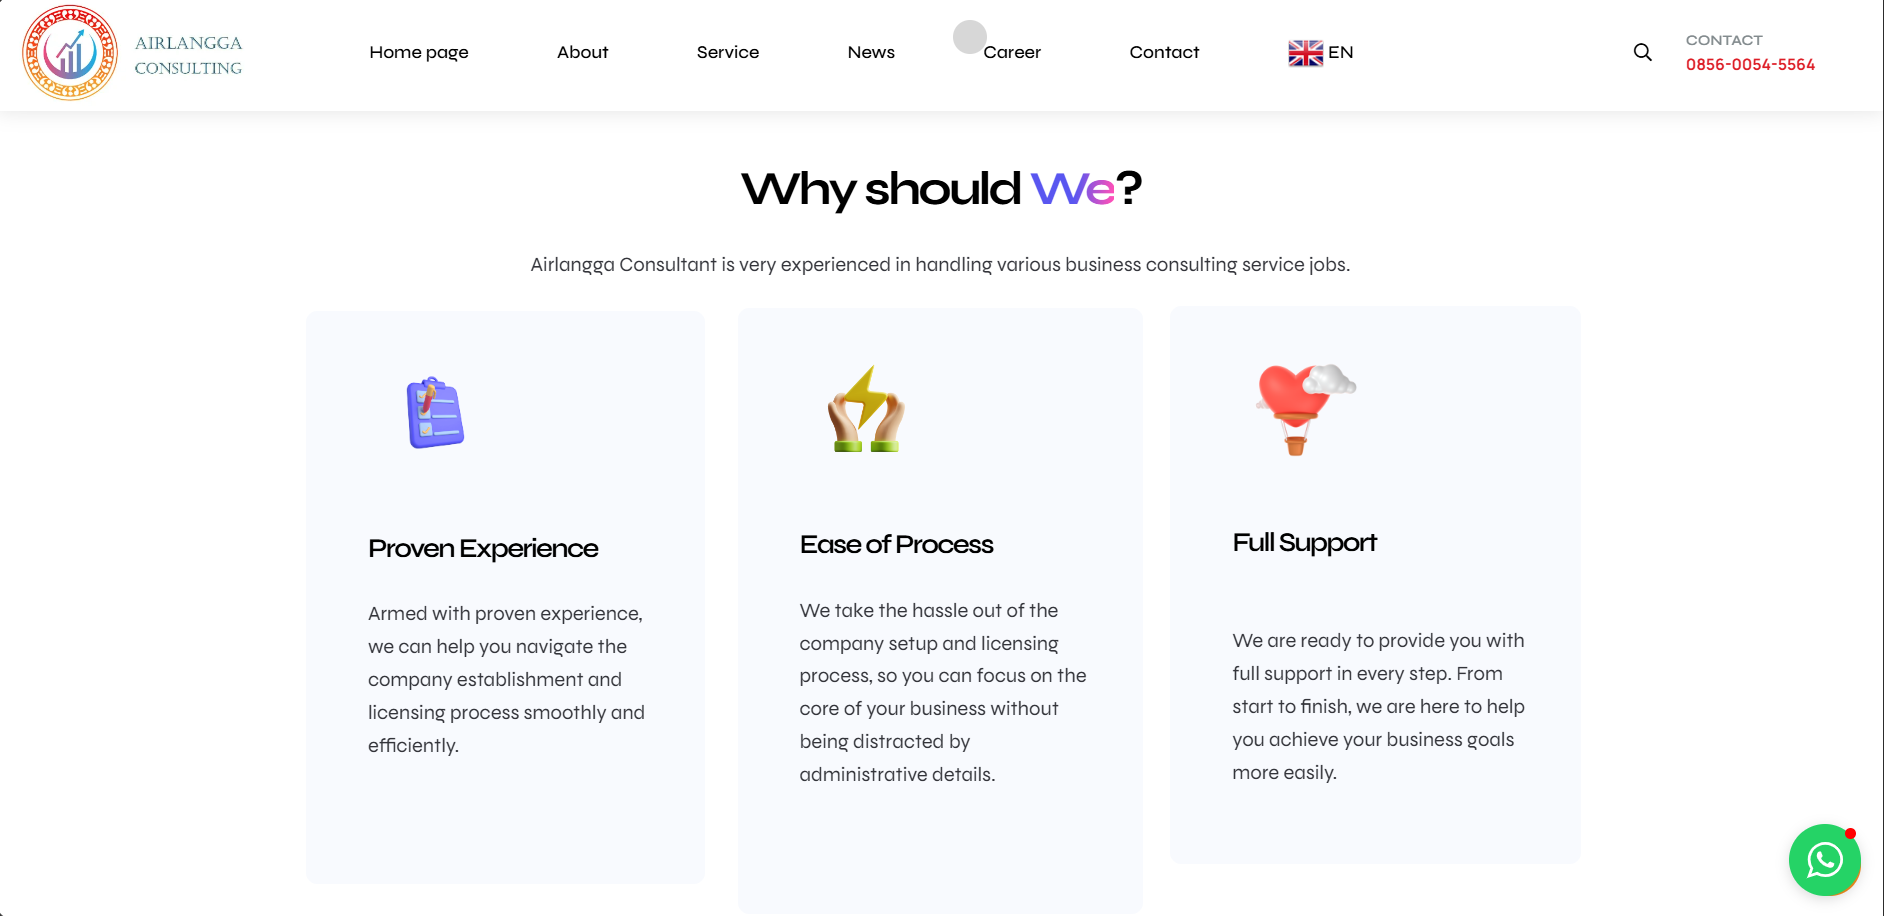 AIRLANGGA
CONSULTING
Home page
About
Service
News
Career
Contact
EN
CONTACT
0856-0054-5564
Why should We?
Airlangga Consultant is very experienced in handling various business consulting service jobs.
Proven Experience
Armed with proven experience,
we can help you navigate the
company establishment and
licensing process smoothly and
efficiently.
Ease of Process
We take the hassle out of the
company setup and licensing
process, so you can focus on the
core of your business without
being distracted by
administrative details.
Full Support
We are ready to provide you with
full support in every step. From
start to finish, we are here to help
you achieve your business goals
more easily.